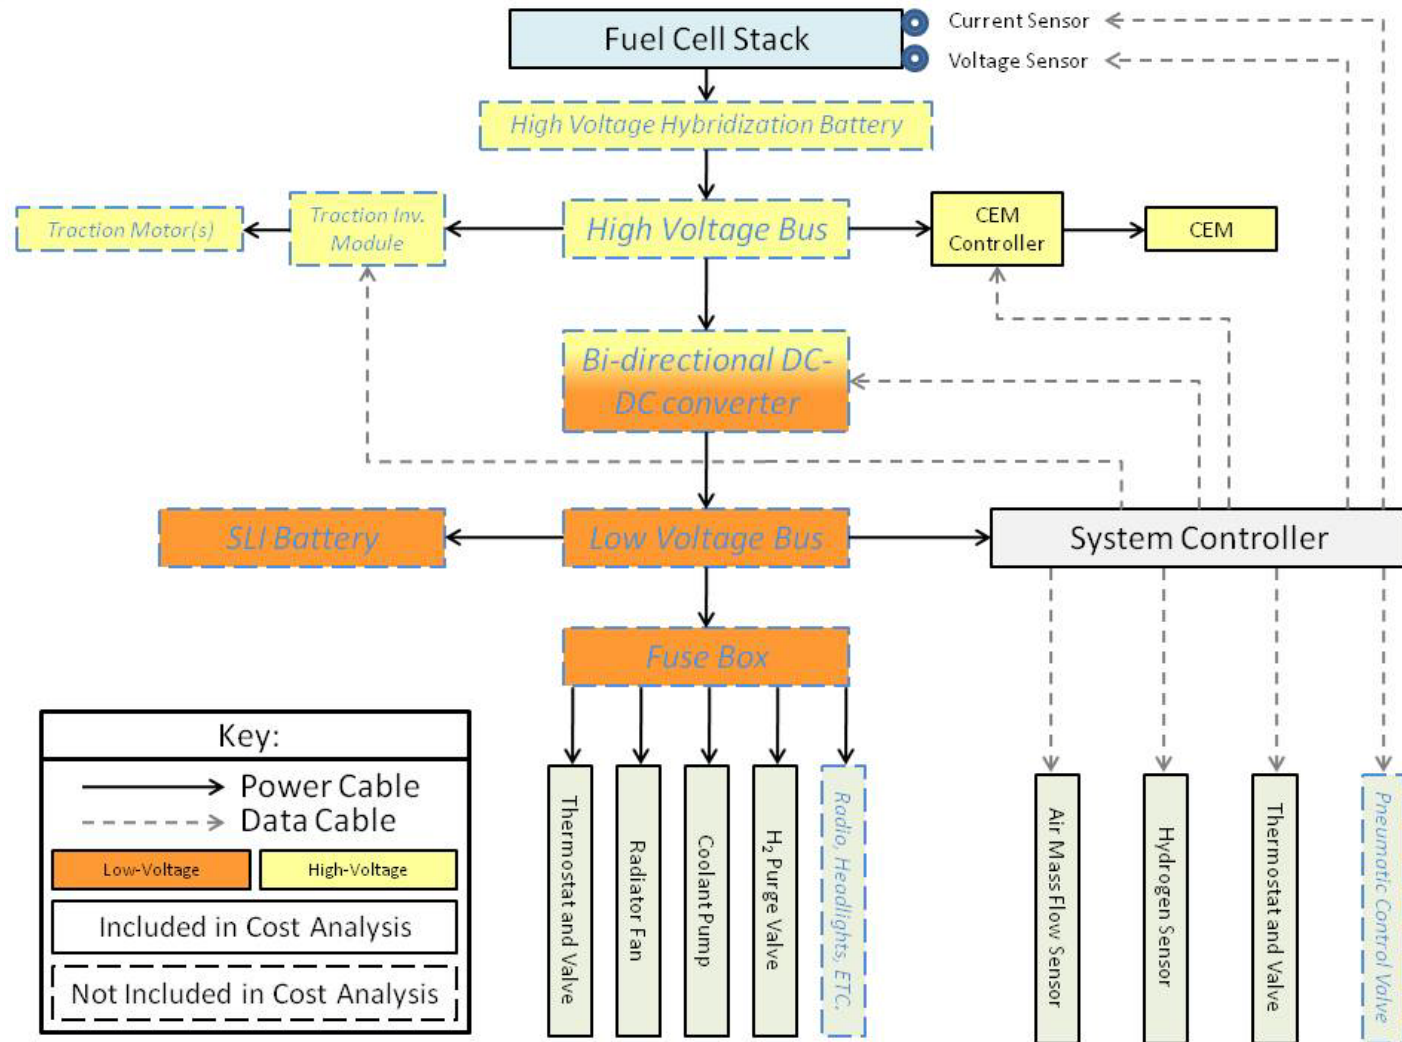 Fuel Cell Stack
Current Sensor
Voltage Sensor
High Voltage Hybridization Battery
Traction Motor(s)
Traction Inv.
Module
High Voltage Bus
CEM
Controller
CEM
Bi-directional DC-
DC converter
SLI Battery
Low Voltage Bus
System Controller
Fuse Box
Thermostat and Valve
Radiator Fan
Coolant Pump
H₂ Purge Valve
Radio, Headlights, ETC.
Air Mass Flow Sensor
Hydrogen Sensor
Thermostat and Valve
Pneumatic Control Valve
Key:
Power Cable
Data Cable
Low-Voltage
High-Voltage
Included in Cost Analysis
Not Included in Cost Analysis